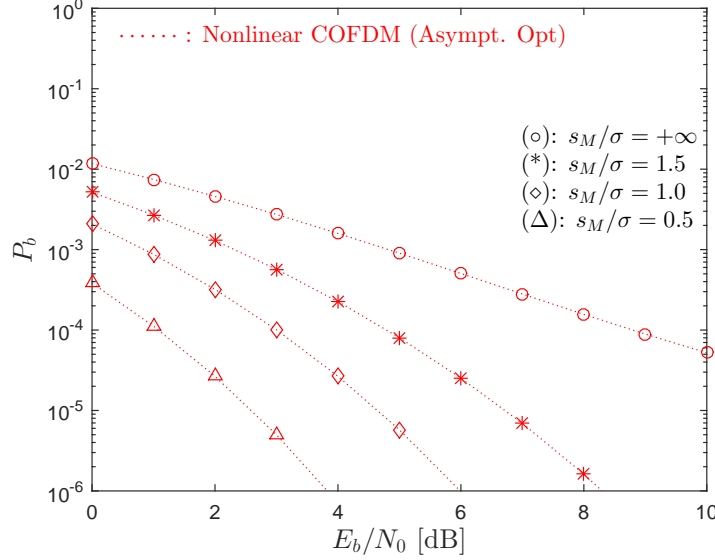 10^0
······: Nonlinear COFDM (Asympt. Opt)
10^-1
(○): s_M/σ = +∞
(*): s_M/σ = 1.5
(◇): s_M/σ = 1.0
(Δ): s_M/σ = 0.5
10^-2
P_b
10^-3
10^-4
10^-5
10^-6
0 2 4 6 8 10
E_b/N_0 [dB]